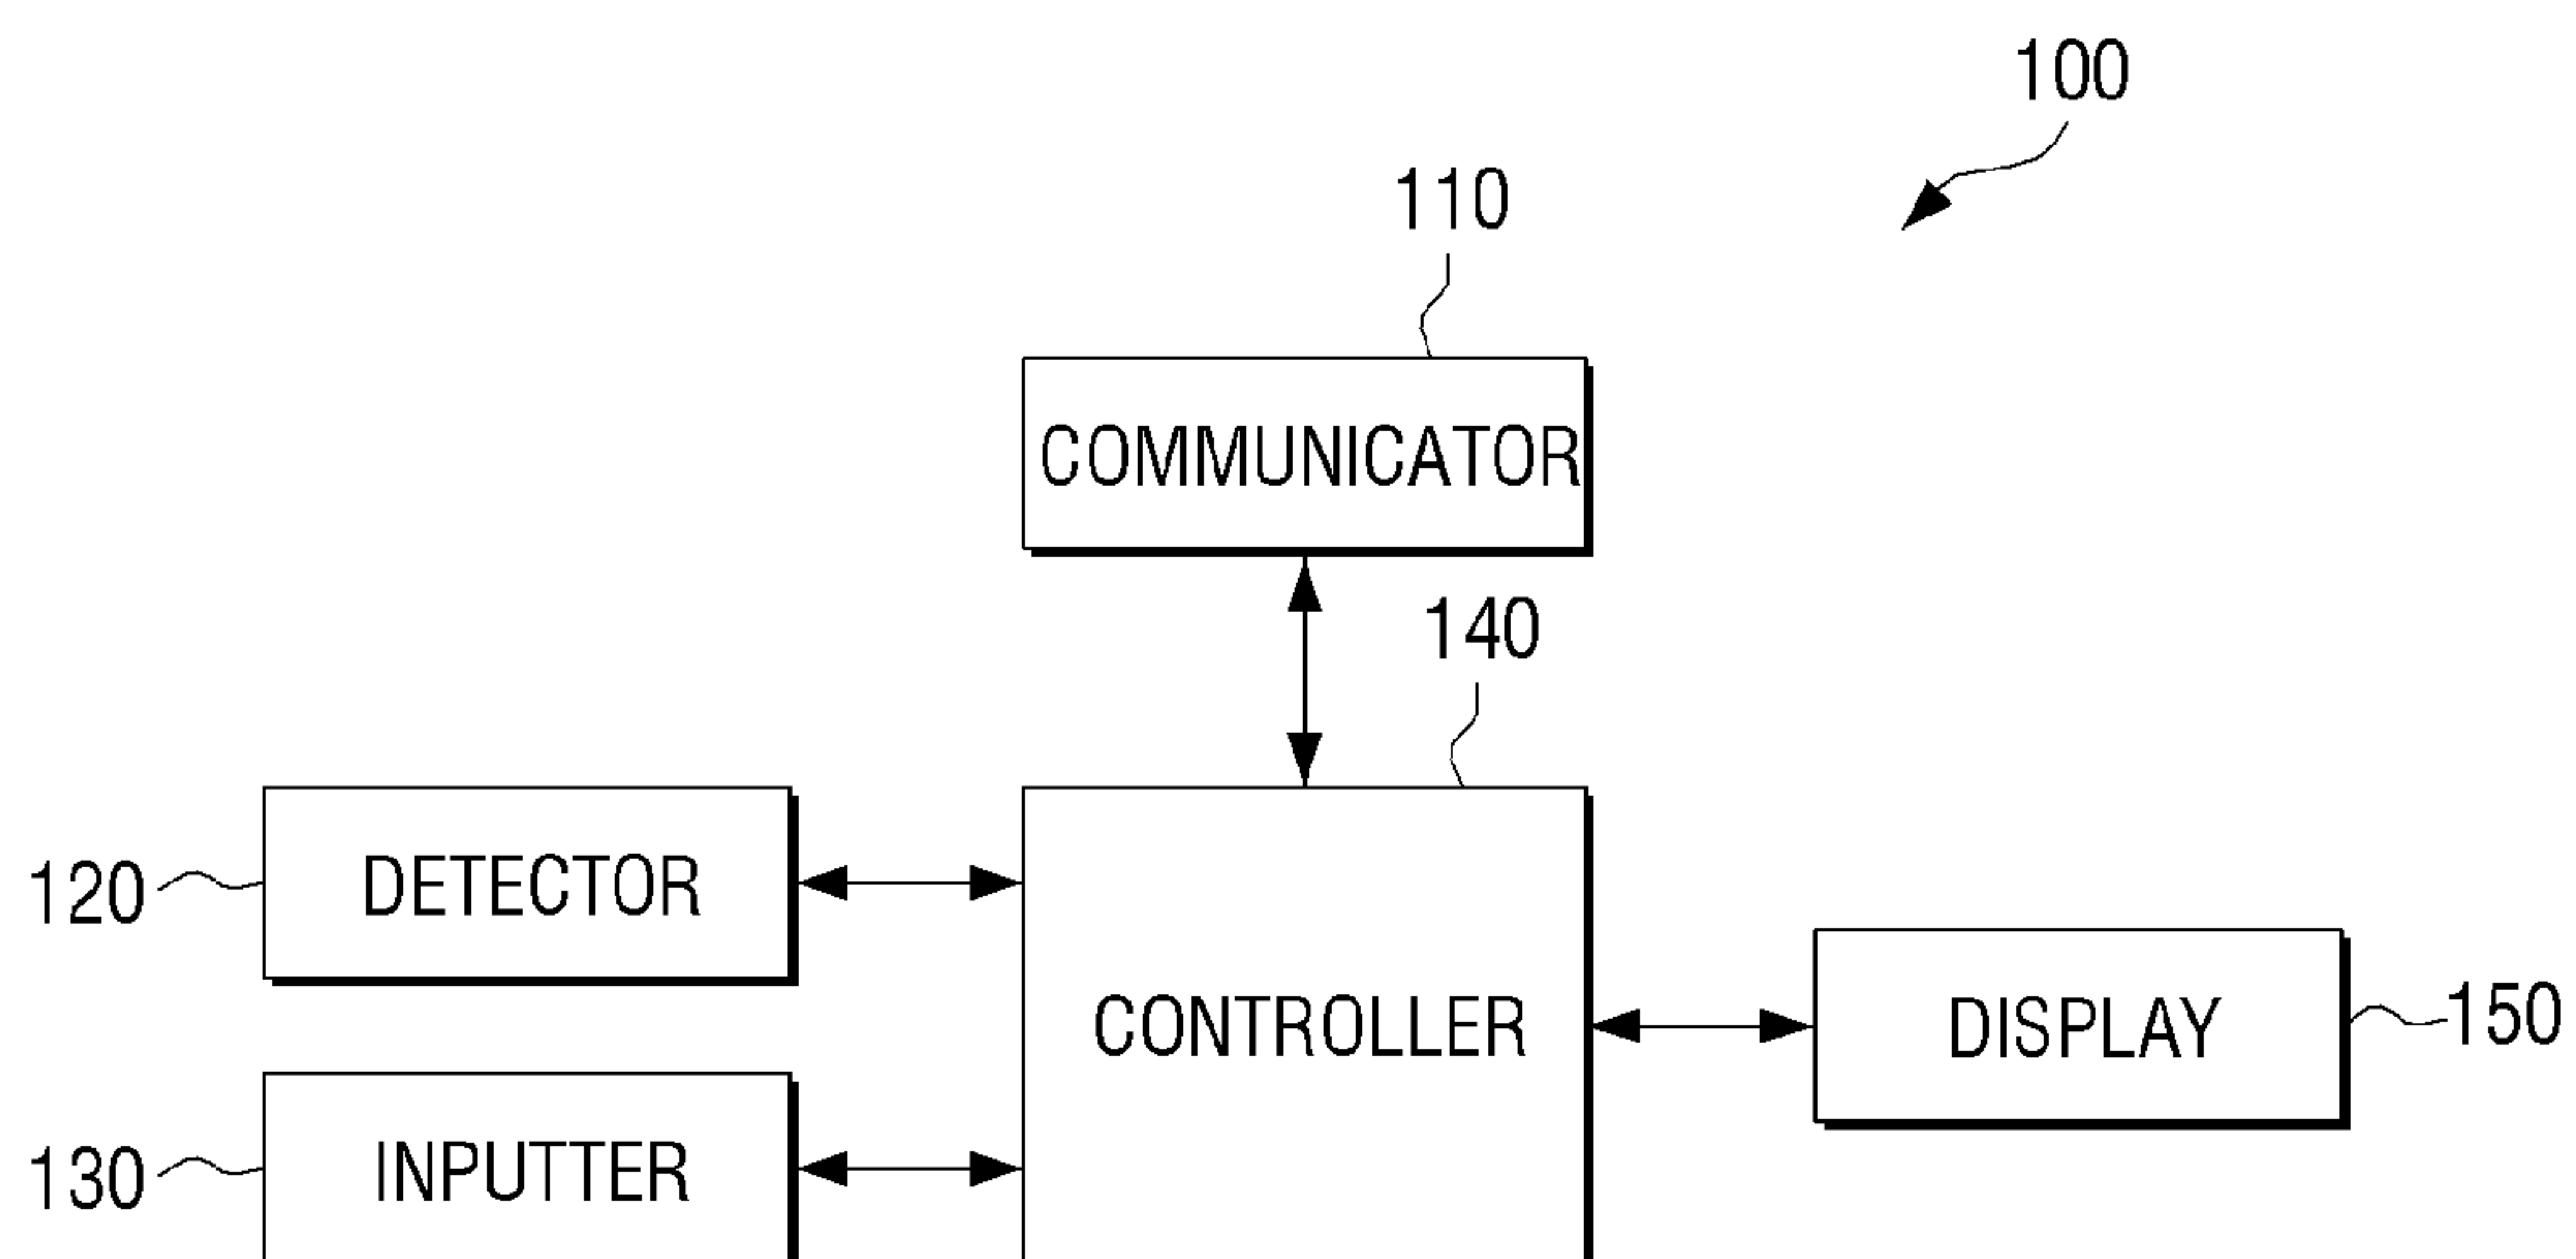 100
110
COMMUNICATOR
140
120
DETECTOR
CONTROLLER
DISPLAY
150
130
INPUTTER